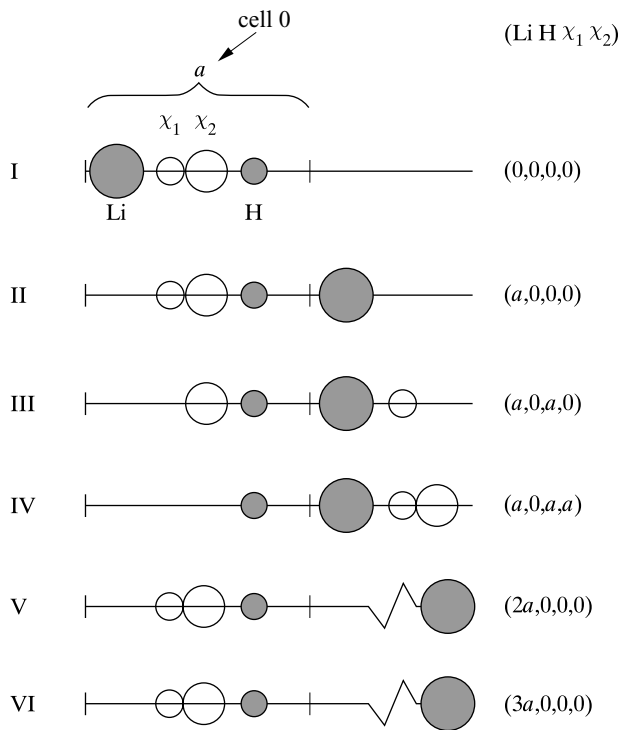 cell 0
(Li H χ₁ χ₂)
a
χ₁ χ₂
I (0,0,0,0)
Li H
II (a,0,0,0)
III (a,0,a,0)
IV (a,0,a,a)
V (2a,0,0,0)
VI (3a,0,0,0)